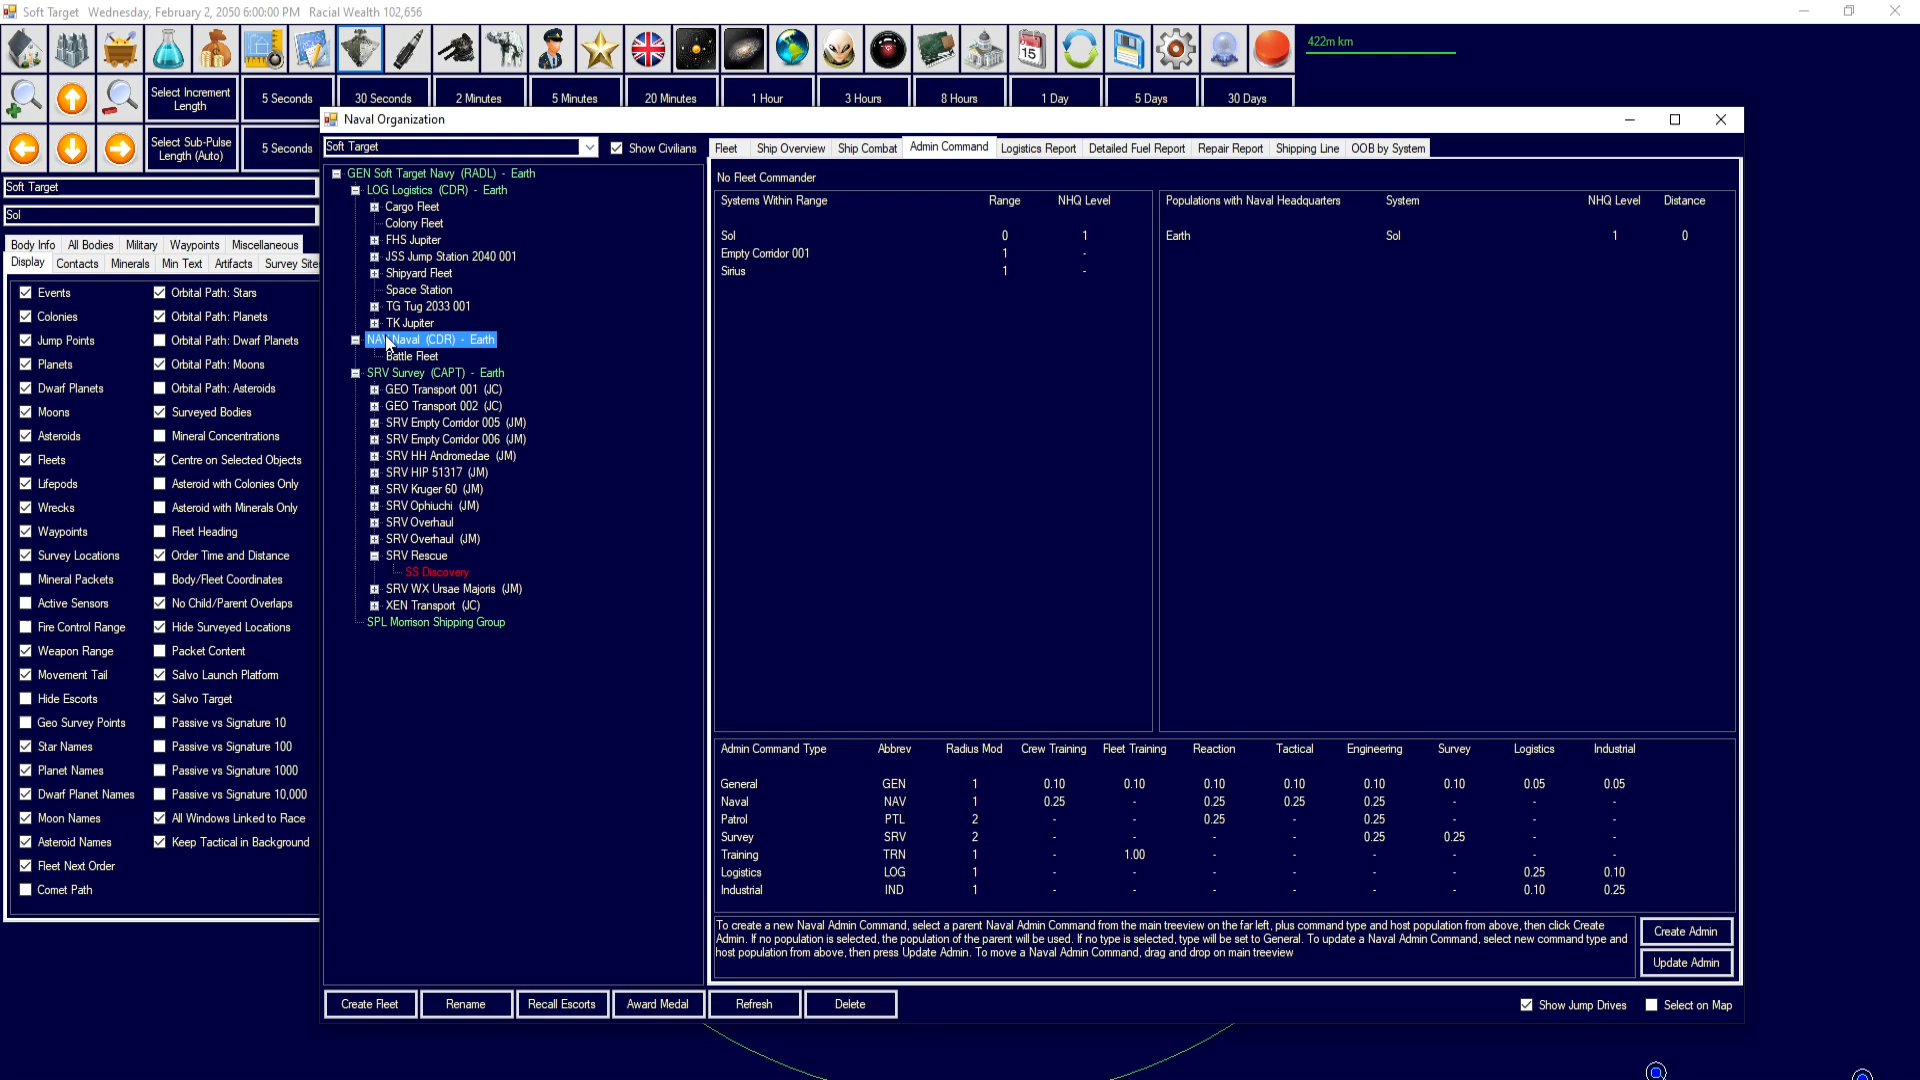 Soft Target   Wednesday, February 2, 2050 6:00:00 PM   Racial Wealth 102,656
422m km
Select Increment Length
5 Seconds
30 Seconds
2 Minutes
5 Minutes
20 Minutes
1 Hour
3 Hours
8 Hours
1 Day
5 Days
30 Days
Select Sub-Pulse Length (Auto)
5 Seconds
Soft Target
Sol
Body Info   All Bodies   Military   Waypoints   Miscellaneous
Display   Contacts   Minerals   Min Text   Artifacts   Survey Site
Events   Orbital Path: Stars
Colonies   Orbital Path: Planets
Jump Points   Orbital Path: Dwarf Planets
Planets   Orbital Path: Moons
Dwarf Planets   Orbital Path: Asteroids
Moons   Surveyed Bodies
Asteroids   Mineral Concentrations
Fleets   Centre on Selected Objects
Lifepods   Asteroid with Colonies Only
Wrecks   Asteroid with Minerals Only
Waypoints   Fleet Heading
Survey Locations   Order Time and Distance
Mineral Packets   Body/Fleet Coordinates
Active Sensors   No Child/Parent Overlaps
Fire Control Range   Hide Surveyed Locations
Weapon Range   Packet Content
Movement Tail   Salvo Launch Platform
Hide Escorts   Salvo Target
Geo Survey Points   Passive vs Signature 10
Star Names   Passive vs Signature 100
Planet Names   Passive vs Signature 1000
Dwarf Planet Names   Passive vs Signature 10,000
Moon Names   All Windows Linked to Race
Asteroid Names   Keep Tactical in Background
Fleet Next Order
Comet Path
Naval Organization
Soft Target   Show Civilians
GEN Soft Target Navy (RADL) - Earth
LOG Logistics (CDR) - Earth
Cargo Fleet
Colony Fleet
FHS Jupiter
JSS Jump Station 2040 001
Shipyard Fleet
Space Station
TG Tug 2033 001
TK Jupiter
NAV Naval (CDR) - Earth
Battle Fleet
SRV Survey (CAPT) - Earth
GEO Transport 001 (JC)
GEO Transport 002 (JC)
SRV Empty Corridor 005 (JM)
SRV Empty Corridor 006 (JM)
SRV HH Andromedae (JM)
SRV HIP 51317 (JM)
SRV Kruger 60 (JM)
SRV Ophiuchi (JM)
SRV Overhaul
SRV Overhaul (JM)
SRV Rescue
SS Discovery
SRV WX Ursae Majoris (JM)
XEN Transport (JC)
SPL Morrison Shipping Group
Fleet   Ship Overview   Ship Combat   Admin Command   Logistics Report   Detailed Fuel Report   Repair Report   Shipping Line   OOB by System
No Fleet Commander
Systems Within Range   Range   NHQ Level
Sol   0   1
Empty Corridor 001   1   -
Sirius   1   -
Populations with Naval Headquarters   System   NHQ Level   Distance
Earth   Sol   1   0
Admin Command Type   Abbrev   Radius Mod   Crew Training   Fleet Training   Reaction   Tactical   Engineering   Survey   Logistics   Industrial
General   GEN   1   0.10   0.10   0.10   0.10   0.10   0.10   0.05   0.05
Naval   NAV   1   0.25   -   0.25   0.25   0.25   -   -   -
Patrol   PTL   2   -   -   0.25   -   0.25   -   -   -
Survey   SRV   2   -   -   -   -   0.25   0.25   -   -
Training   TRN   1   -   1.00   -   -   -   -   -   -
Logistics   LOG   1   -   -   -   -   -   -   0.25   0.10
Industrial   IND   1   -   -   -   -   -   -   0.10   0.25
To create a new Naval Admin Command, select a parent Naval Admin Command from the main treeview on the far left, plus command type and host population from above, then click Create
Admin. If no population is selected, the population of the parent will be used. If no type is selected, type will be set to General. To update a Naval Admin Command, select new command type and
host population from above, then press Update Admin. To move a Naval Admin Command, drag and drop on main treeview
Create Admin
Update Admin
Create Fleet   Rename   Recall Escorts   Award Medal   Refresh   Delete   Show Jump Drives   Select on Map